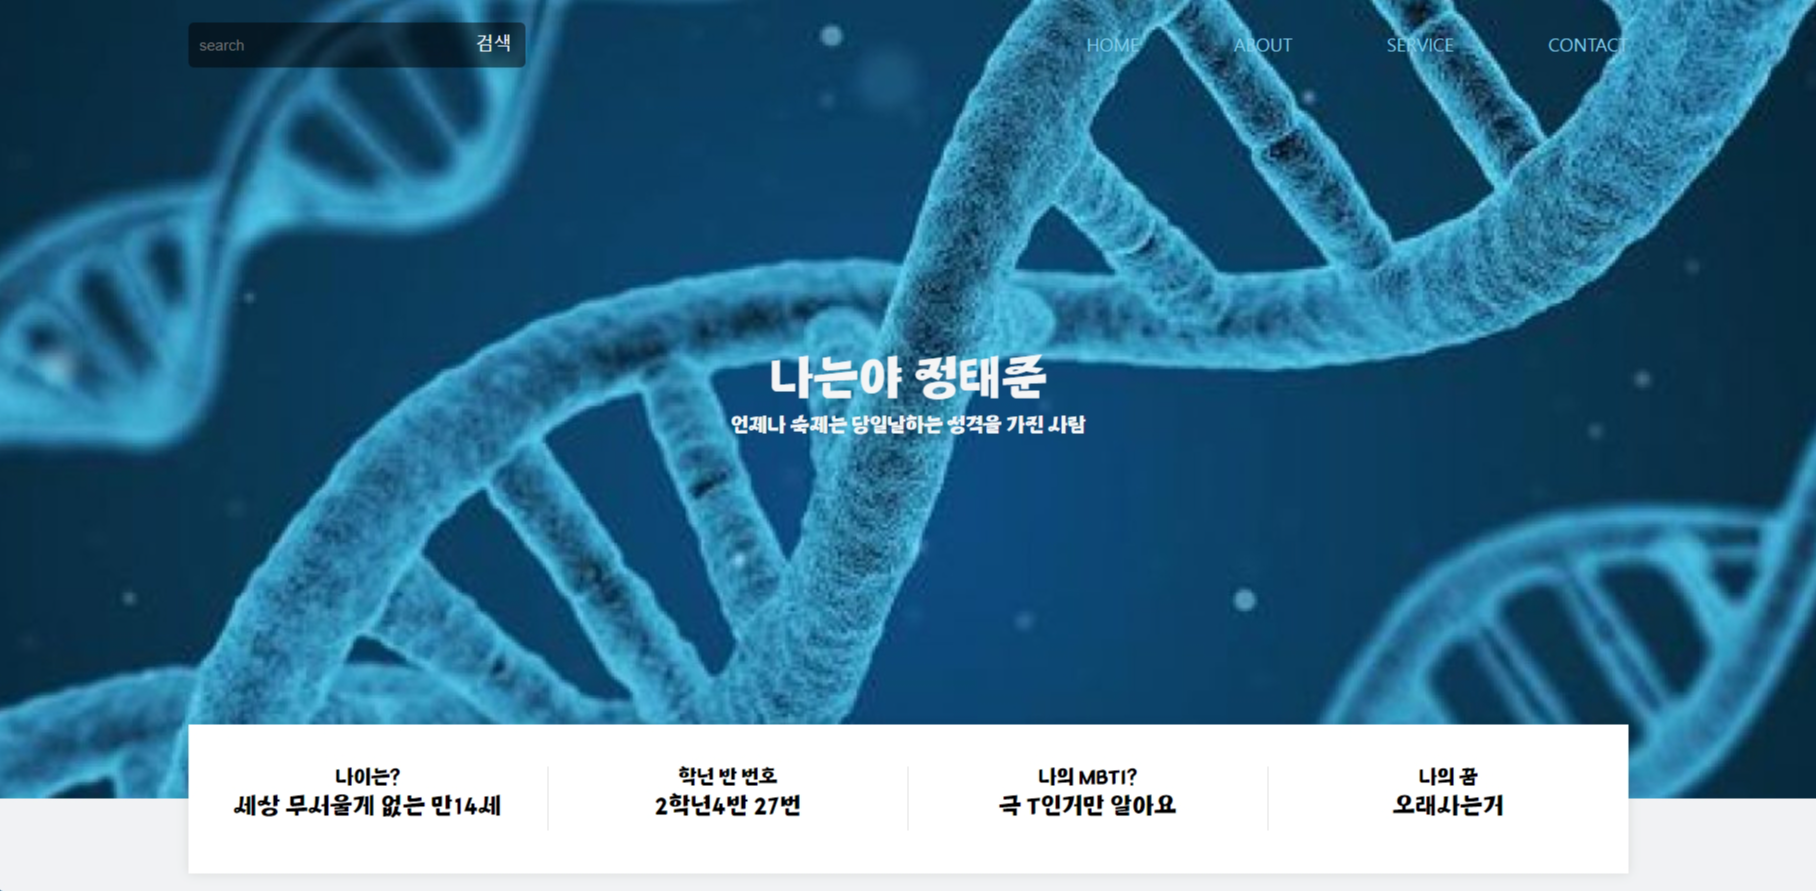 search 검색 HOME ABOUT SERVICE CONTACT
나는야 정태준
언제나 숙제는 당일날하는 성격을 가진 사람
나이는?
세상 무서울게 없는 만14세
학년 반 번호
2학년4반 27번
나의 MBTI?
극 T인거만 알아요
나의 꿈
오래사는거